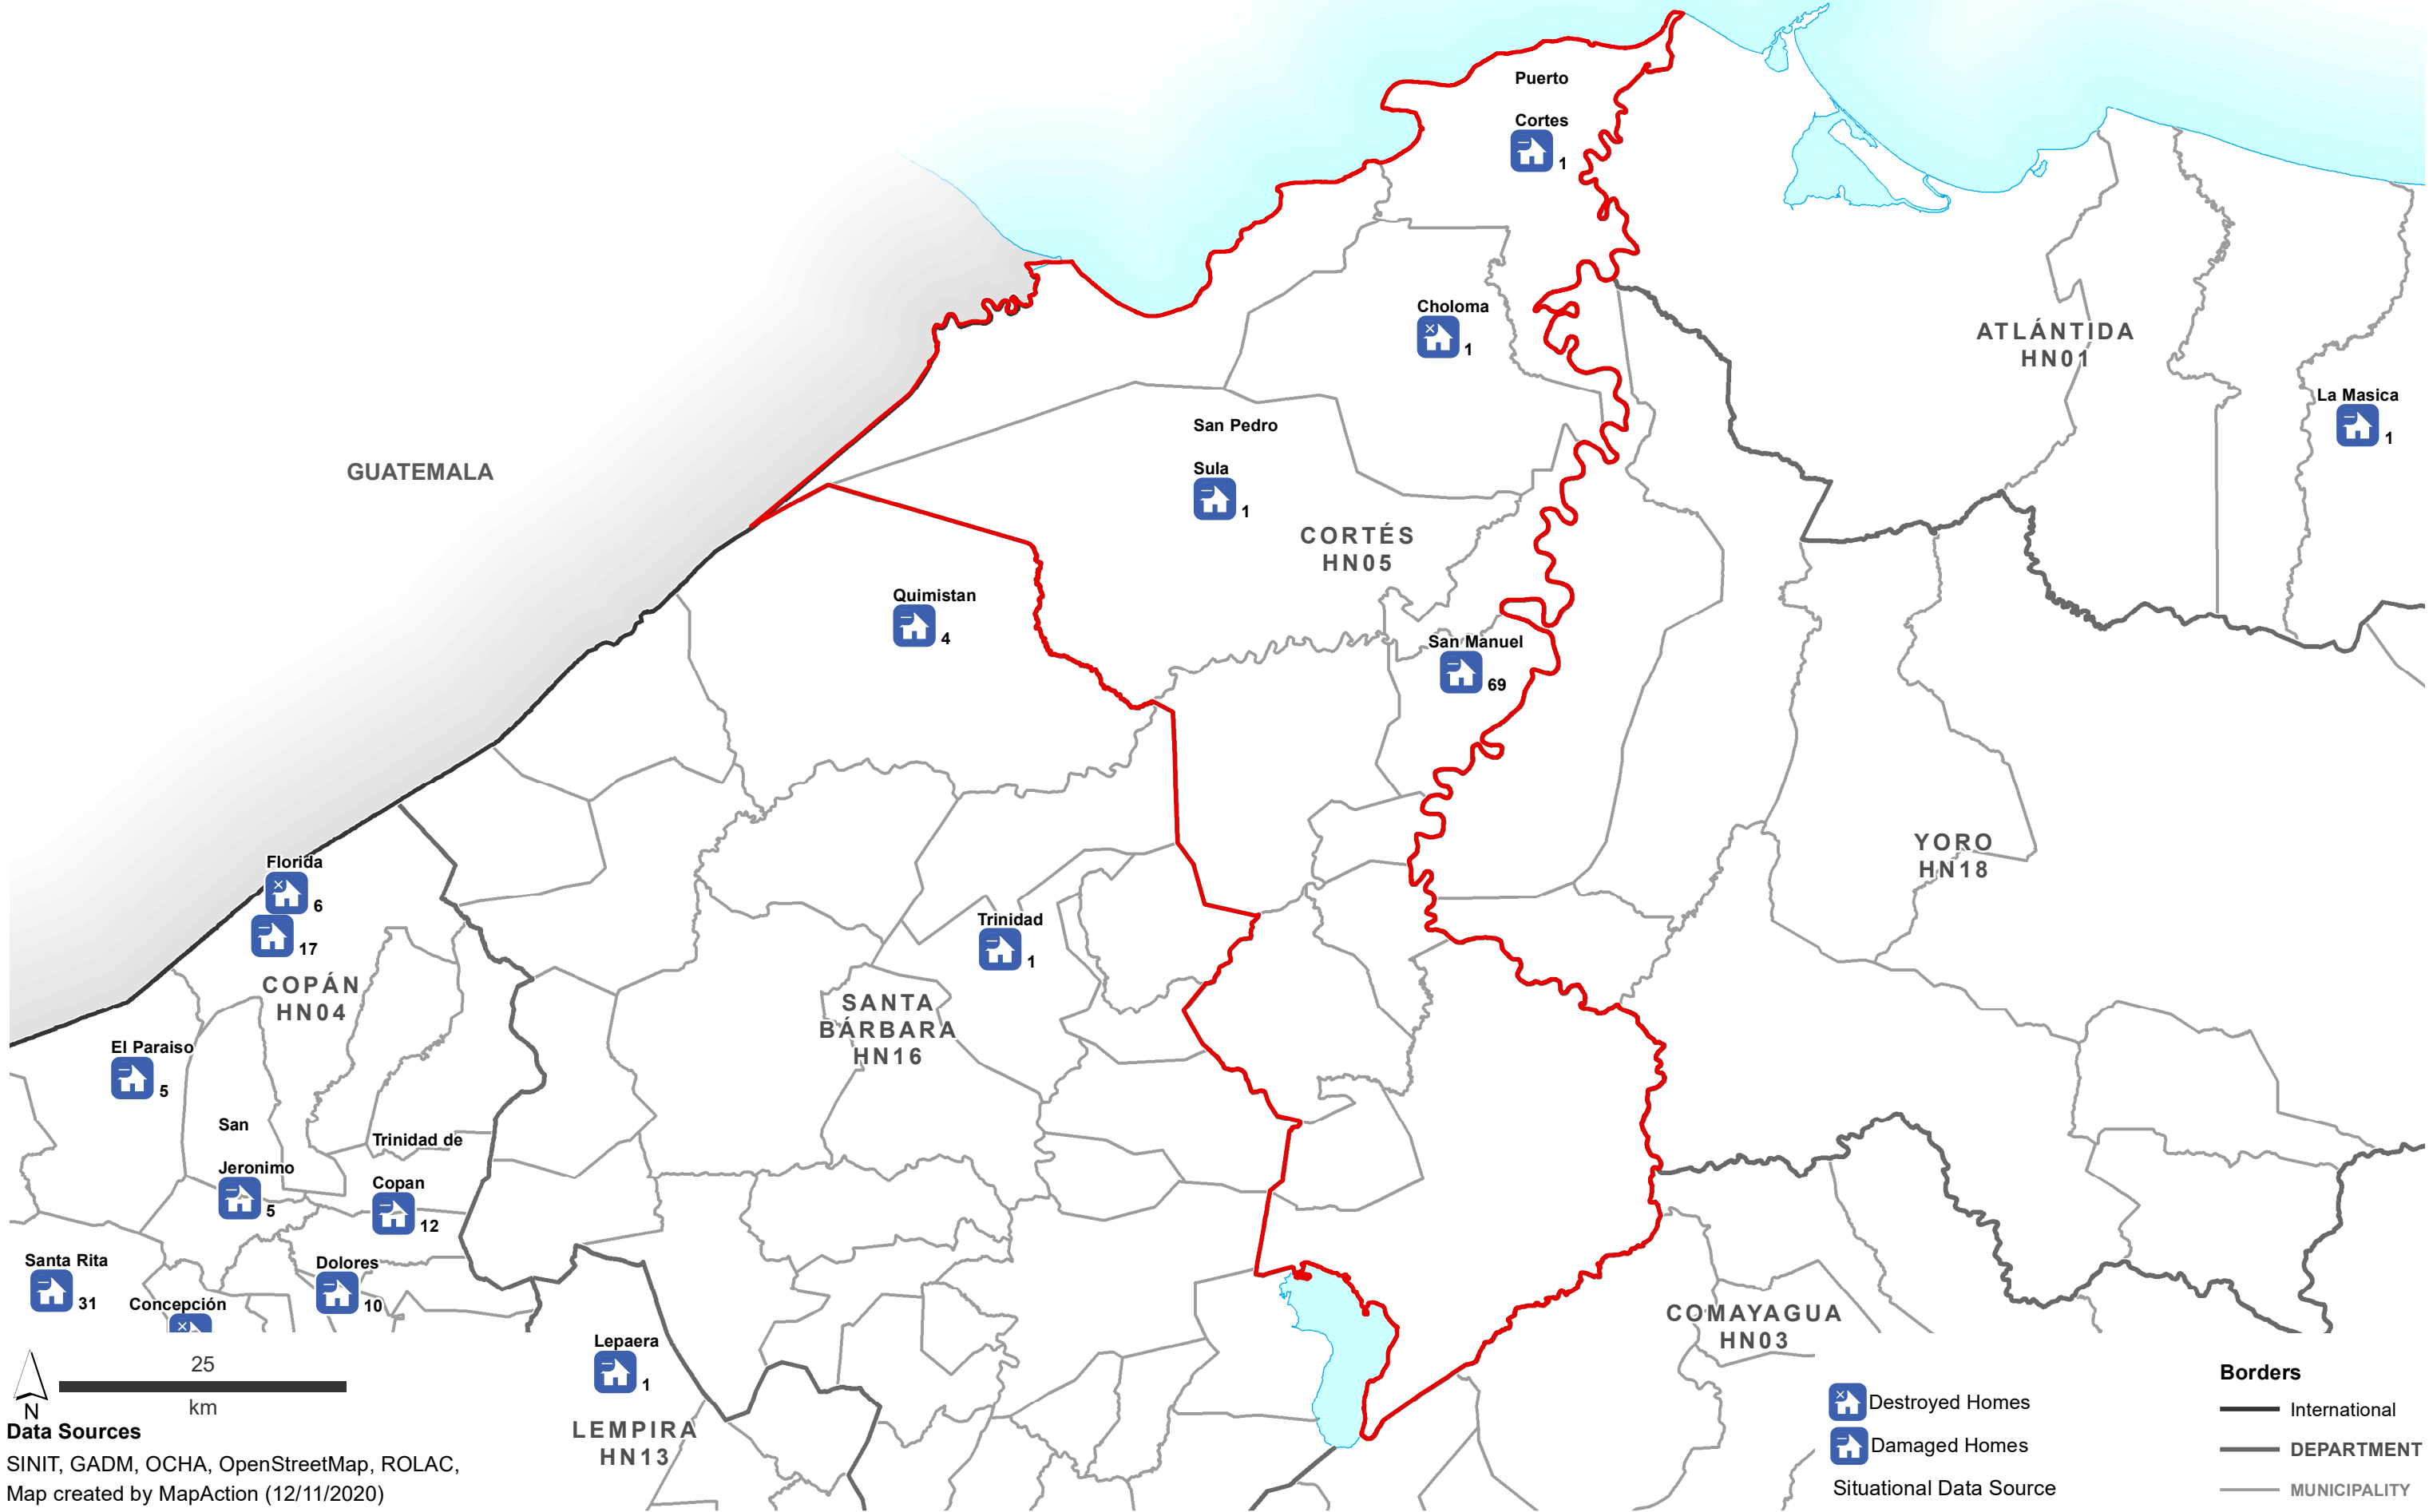 Puerto
Cortes
1
Choloma
1
ATLÁNTIDA
HN01
La Masica
1
San Pedro
Sula
1
GUATEMALA
CORTÉS
HN05
Quimistan
4
San Manuel
69
YORO
HN18
Florida
6
17
Trinidad
1
COPÁN
HN04
SANTA
BÁRBARA
HN16
El Paraiso
5
San
Jeronimo
5
Trinidad de
Copan
12
Santa Rita
31
Dolores
10
Concepción
COMAYAGUA
HN03
Lepaera
1
LEMPIRA
HN13
25
km
N
Data Sources
SINIT, GADM, OCHA, OpenStreetMap, ROLAC,
Map created by MapAction (12/11/2020)
Destroyed Homes
Damaged Homes
Situational Data Source
Borders
International
DEPARTMENT
MUNICIPALITY